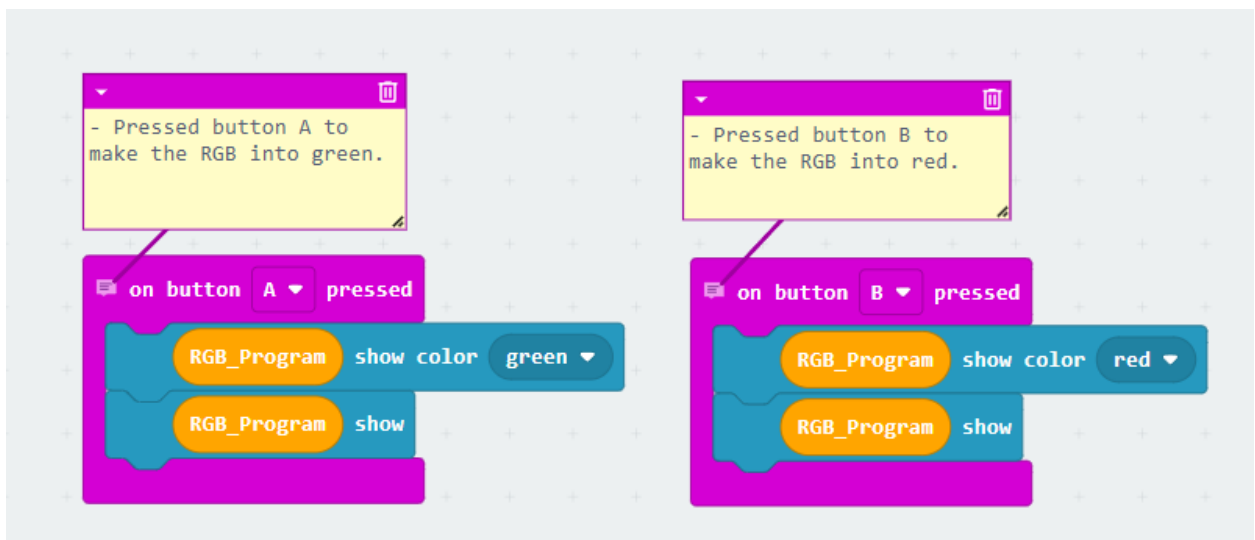 - Pressed button A to
make the RGB into green.
on button A pressed
RGB_Program show color green
RGB_Program show
- Pressed button B to
make the RGB into red.
on button B pressed
RGB_Program show color red
RGB_Program show